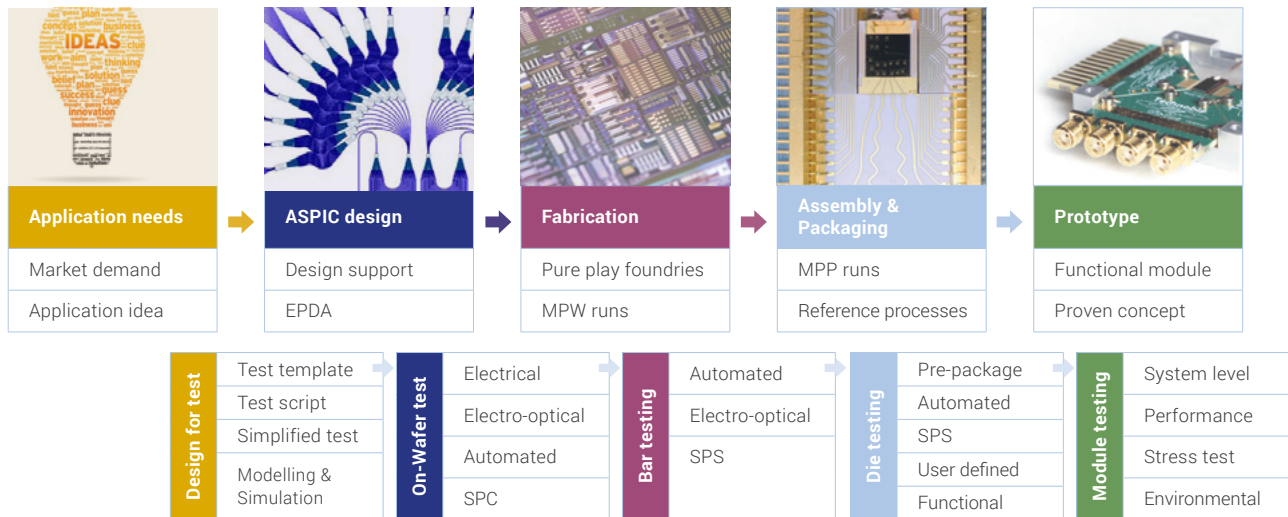 IDEAS
Application needs
Market demand
Application idea
ASPIC design
Design support
EPDA
Fabrication
Pure play foundries
MPW runs
Assembly &
Packaging
MPP runs
Reference processes
Prototype
Functional module
Proven concept
Design for test
Test template
Test script
Simplified test
Modelling &
Simulation
On-Wafer test
Electrical
Electro-optical
Automated
SPC
Bar testing
Automated
Electro-optical
SPS
Die testing
Pre-package
Automated
SPS
User defined
Functional
Module testing
System level
Performance
Stress test
Environmental